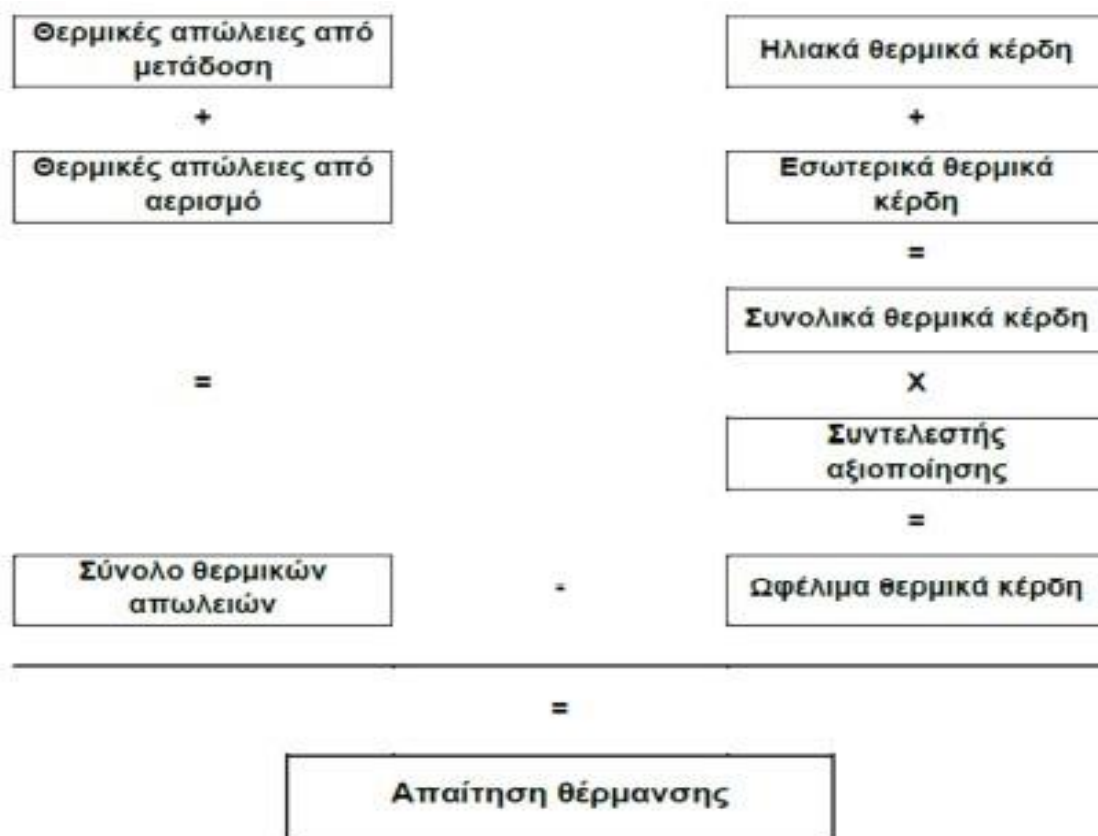 Θερμικές απώλειες από
μετάδοση
+
Θερμικές απώλειες από
αερισμό
=
Σύνολο θερμικών
απωλειών
-
Ηλιακά θερμικά κέρδη
+
Εσωτερικά θερμικά
κέρδη
=
Συνολικά θερμικά κέρδη
X
Συντελεστής
αξιοποίησης
=
Ωφέλιμα θερμικά κέρδη
=
Απαίτηση θέρμανσης